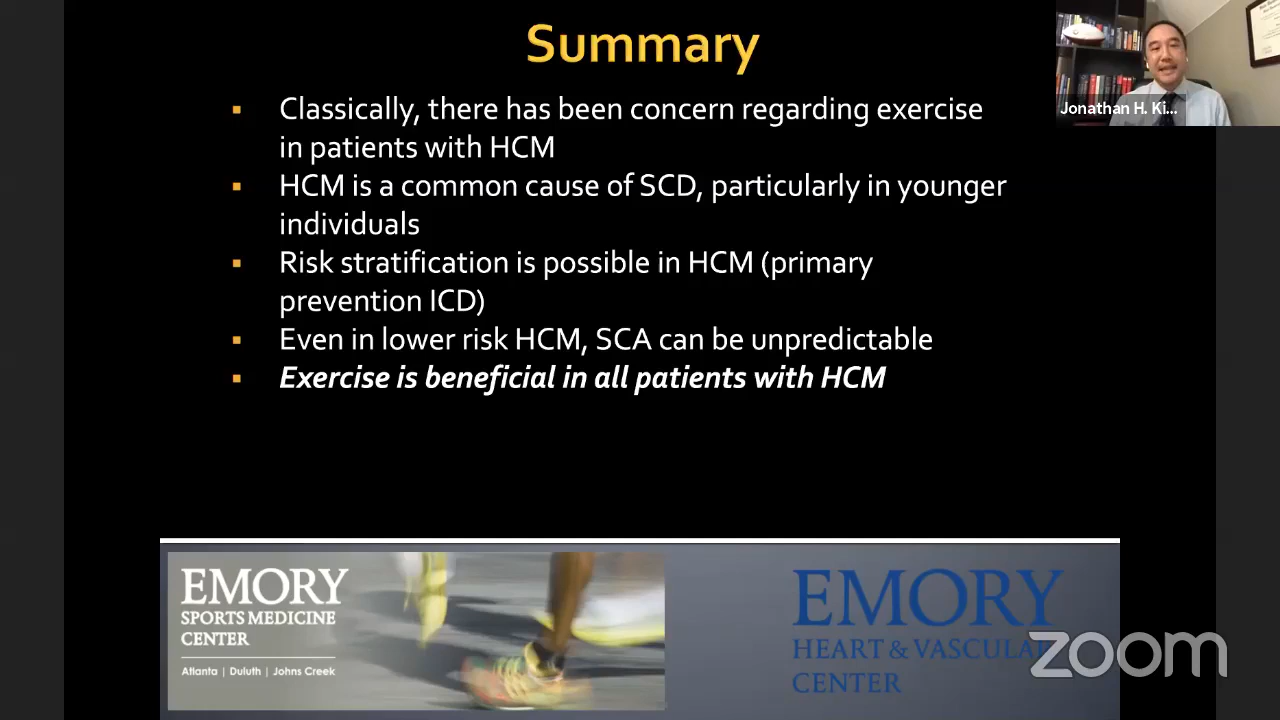 Summary
Jonathan H. Ki...
▪ Classically, there has been concern regarding exercise
in patients with HCM
▪ HCM is a common cause of SCD, particularly in younger
individuals
▪ Risk stratification is possible in HCM (primary
prevention ICD)
▪ Even in lower risk HCM, SCA can be unpredictable
▪ Exercise is beneficial in all patients with HCM
EMORY
SPORTS MEDICINE
CENTER
Atlanta | Duluth | Johns Creek
EMORY
HEART & VASCULAR
CENTER
zoom